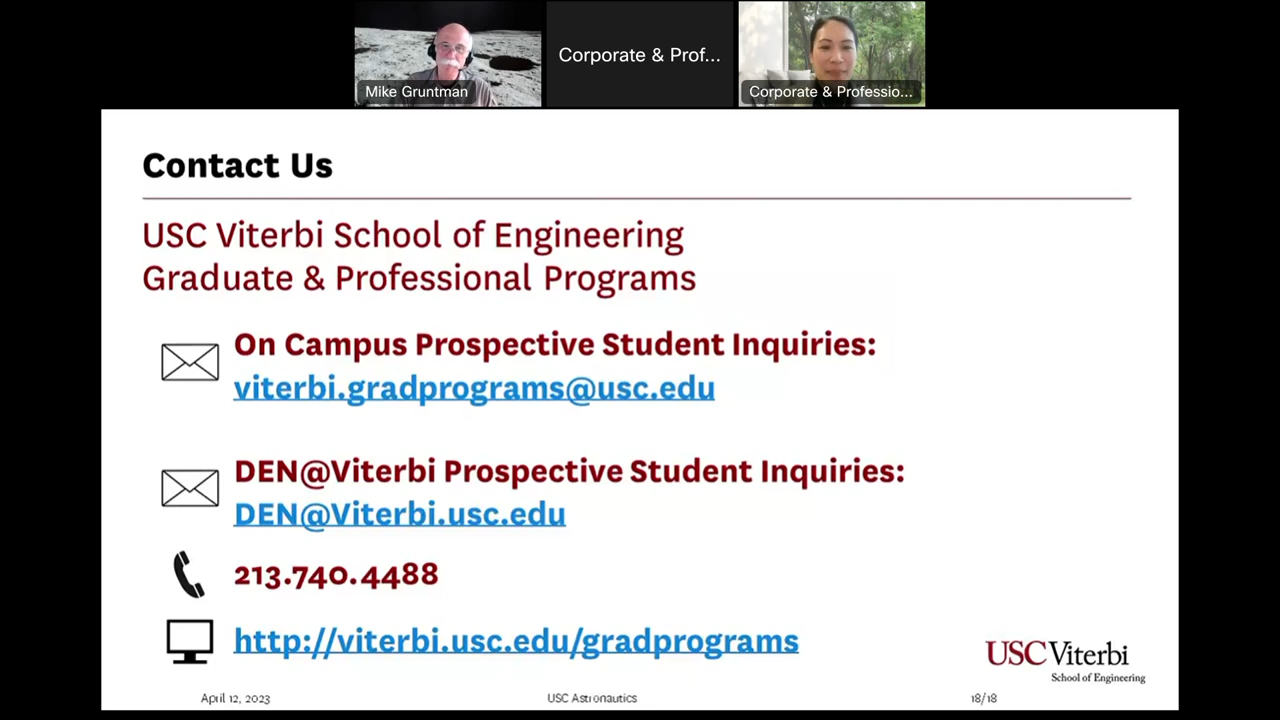 Mike Gruntman
Corporate & Prof...
Corporate & Professio...
Contact Us
USC Viterbi School of Engineering
Graduate & Professional Programs
On Campus Prospective Student Inquiries:
viterbi.gradprograms@usc.edu
DEN@Viterbi Prospective Student Inquiries:
DEN@Viterbi.usc.edu
213.740.4488
http://viterbi.usc.edu/gradprograms
USC Viterbi
School of Engineering
April 12, 2023
USC Astronautics
18/18